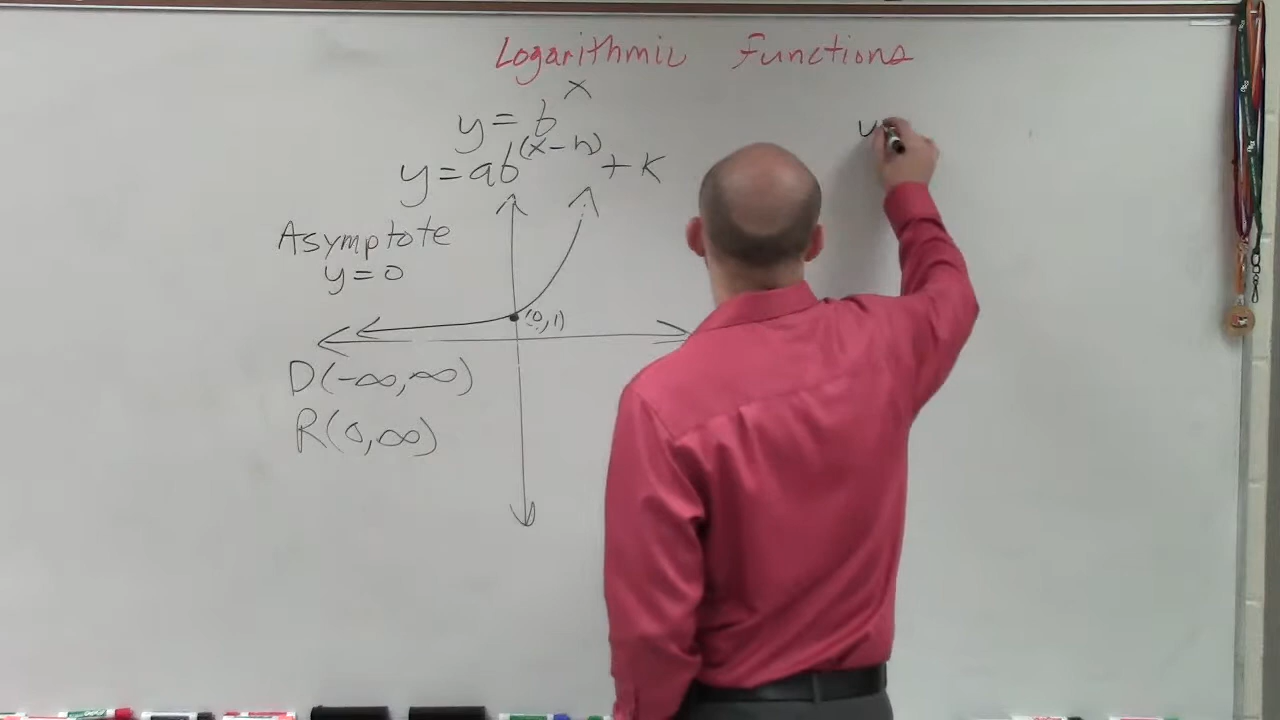 Logarithmic Functions
y = b^x
y = ab^(x-h) + k
Asymptote
y = 0
(0,1)
D(-∞,∞)
R(0,∞)